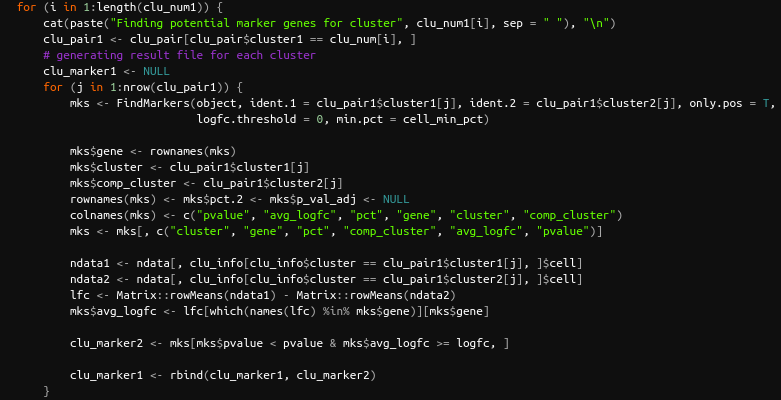 for (i in 1:length(clu_num1)) {
    cat(paste("Finding potential marker genes for cluster", clu_num1[i], sep = " "), "\n")
    clu_pair1 <- clu_pair[clu_pair$cluster1 == clu_num[i], ]
    # generating result file for each cluster
    clu_marker1 <- NULL
    for (j in 1:nrow(clu_pair1)) {
        mks <- FindMarkers(object, ident.1 = clu_pair1$cluster1[j], ident.2 = clu_pair1$cluster2[j], only.pos = T,
                           logfc.threshold = 0, min.pct = cell_min_pct)

        mks$gene <- rownames(mks)
        mks$cluster <- clu_pair1$cluster1[j]
        mks$comp_cluster <- clu_pair1$cluster2[j]
        rownames(mks) <- mks$pct.2 <- mks$p_val_adj <- NULL
        colnames(mks) <- c("pvalue", "avg_logfc", "pct", "gene", "cluster", "comp_cluster")
        mks <- mks[, c("cluster", "gene", "pct", "comp_cluster", "avg_logfc", "pvalue")]

        ndata1 <- ndata[, clu_info[clu_info$cluster == clu_pair1$cluster1[j], ]$cell]
        ndata2 <- ndata[, clu_info[clu_info$cluster == clu_pair1$cluster2[j], ]$cell]
        lfc <- Matrix::rowMeans(ndata1) - Matrix::rowMeans(ndata2)
        mks$avg_logfc <- lfc[which(names(lfc) %in% mks$gene)][mks$gene]

        clu_marker2 <- mks[mks$pvalue < pvalue & mks$avg_logfc >= logfc, ]

        clu_marker1 <- rbind(clu_marker1, clu_marker2)
    }